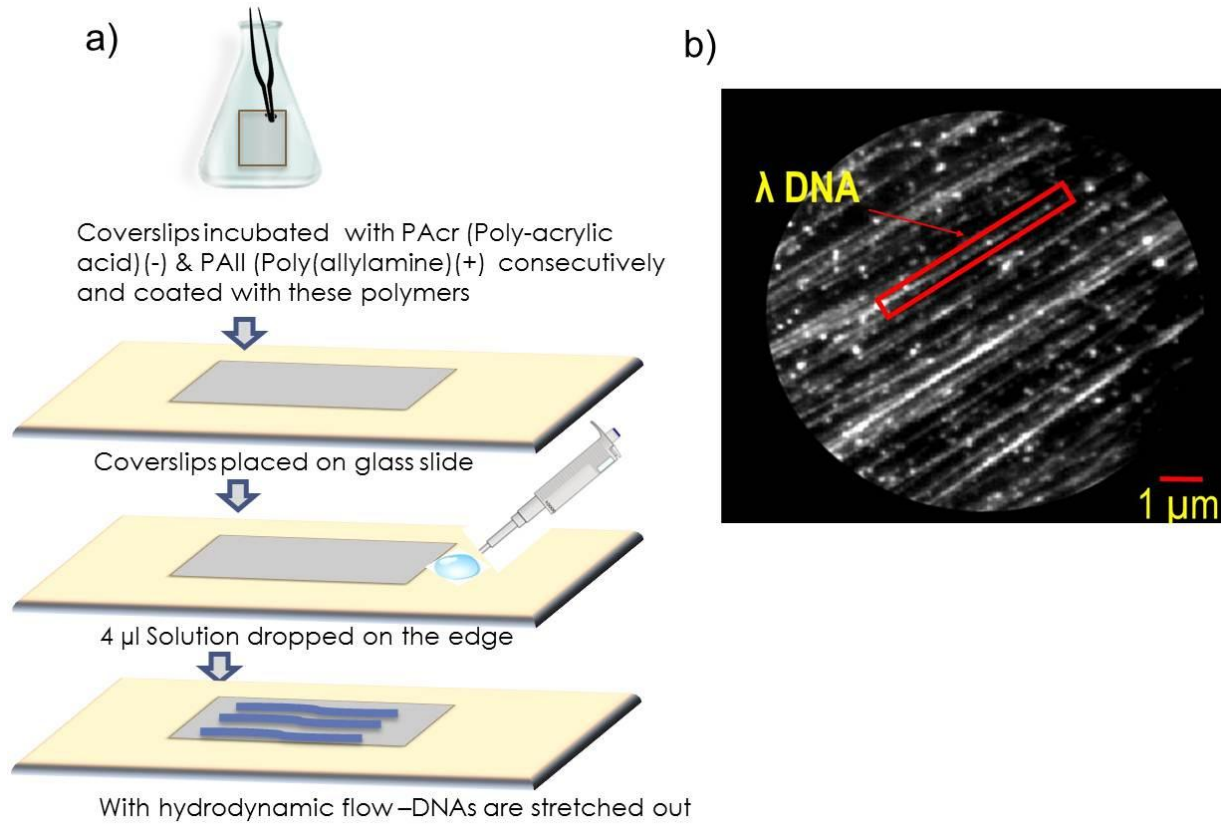 a)
Coverslips incubated with PAcr (Poly-acrylic
acid)(-) & PAll (Poly(allylamine)(+) consecutively
and coated with these polymers
Coverslips placed on glass slide
4 µl Solution dropped on the edge
With hydrodynamic flow –DNAs are stretched out
b)
λ DNA
1 µm